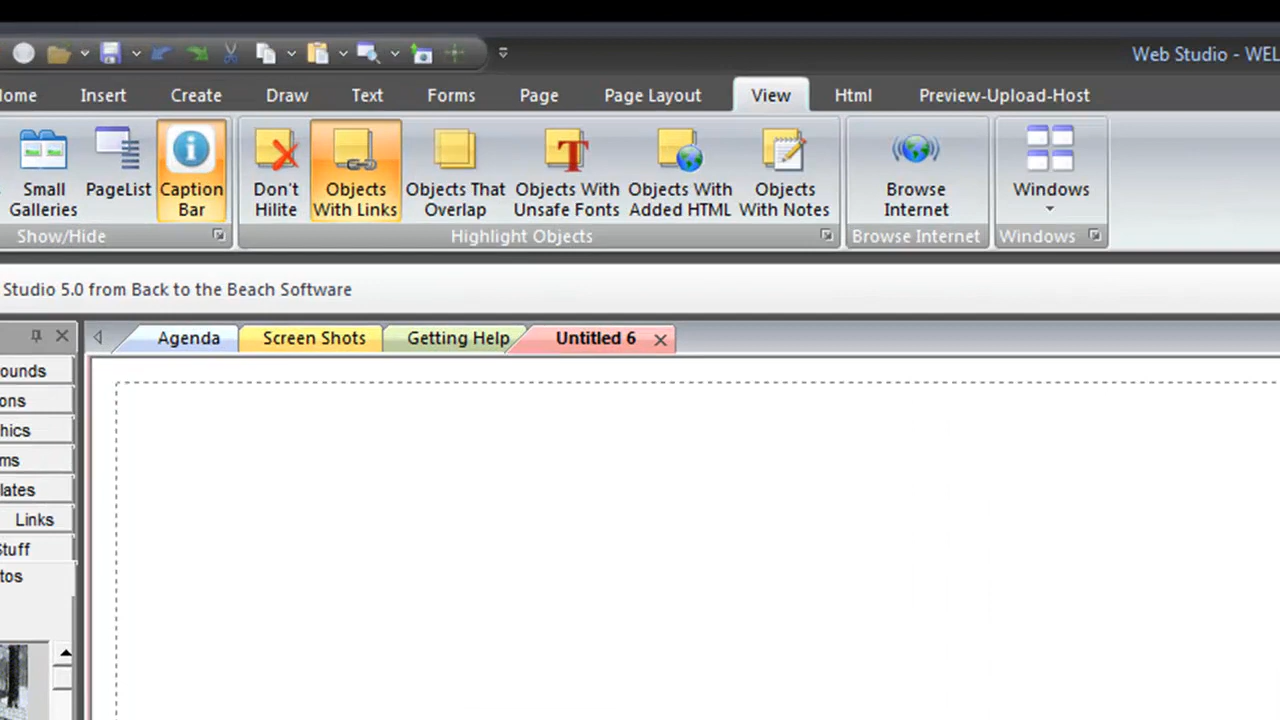 Web Studio - WEL
ome Insert Create Draw Text Forms Page Page Layout View Html Preview-Upload-Host
Small Galleries PageList Caption Bar Don't Hilite Objects With Links Objects That Overlap Objects With Unsafe Fonts Objects With Added HTML Objects With Notes Browse Internet Windows
Show/Hide Highlight Objects Browse Internet Windows
Studio 5.0 from Back to the Beach Software
Agenda Screen Shots Getting Help Untitled 6
ounds
ons
hics
ms
lates
Links
Stuff
tos